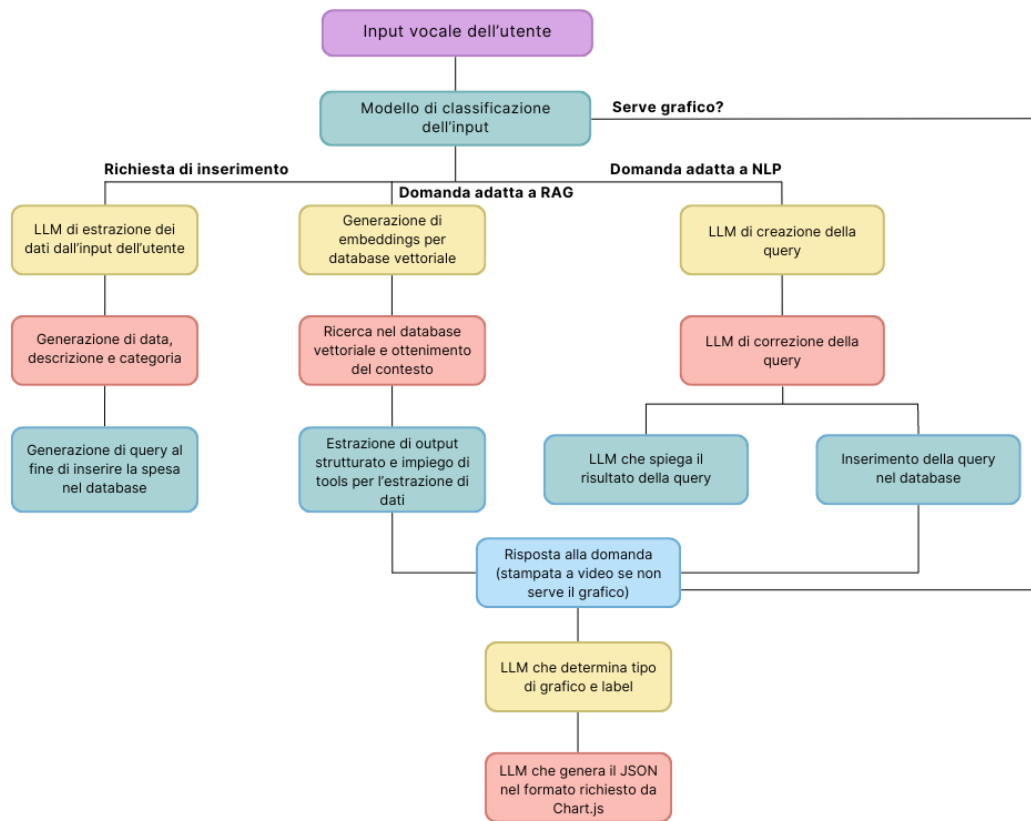 Input vocale dell'utente
Modello di classificazione
dell'input
Serve grafico?
Richiesta di inserimento
Domanda adatta a RAG
Domanda adatta a NLP
LLM di estrazione dei
dati dall'input dell'utente
Generazione di
embeddings per
database vettoriale
LLM di creazione della
query
Generazione di data,
descrizione e categoria
Ricerca nel database
vettoriale e ottenimento
del contesto
LLM di correzione della
query
Generazione di query al
fine di inserire la spesa
nel database
Estrazione di output
strutturato e impiego di
tools per l'estrazione di
dati
LLM che spiega il
risultato della query
Inserimento della query
nel database
Risposta alla domanda
(stampata a video se non
serve il grafico)
LLM che determina tipo
di grafico e label
LLM che genera il JSON
nel formato richiesto da
Chart.js